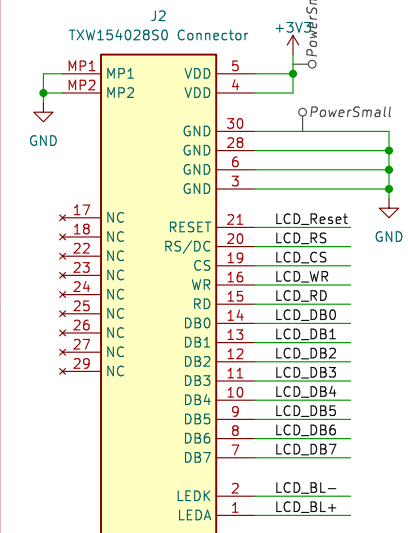 J2
TXW154028S0 Connector
+3V3
PowerSm
MP1 MP1 VDD 5
MP2 MP2 VDD 4
GND
GND 30
PowerSmall
GND 28
GND 6
GND 3
GND
17 NC
18 NC
22 NC
23 NC
24 NC
25 NC
26 NC
27 NC
29 NC
RESET 21 LCD_Reset
RS/DC 20 LCD_RS
CS 19 LCD_CS
WR 16 LCD_WR
RD 15 LCD_RD
DB0 14 LCD_DB0
DB1 13 LCD_DB1
DB2 12 LCD_DB2
DB3 11 LCD_DB3
DB4 10 LCD_DB4
DB5 9 LCD_DB5
DB6 8 LCD_DB6
DB7 7 LCD_DB7
LEDK 2 LCD_BL-
LEDA 1 LCD_BL+